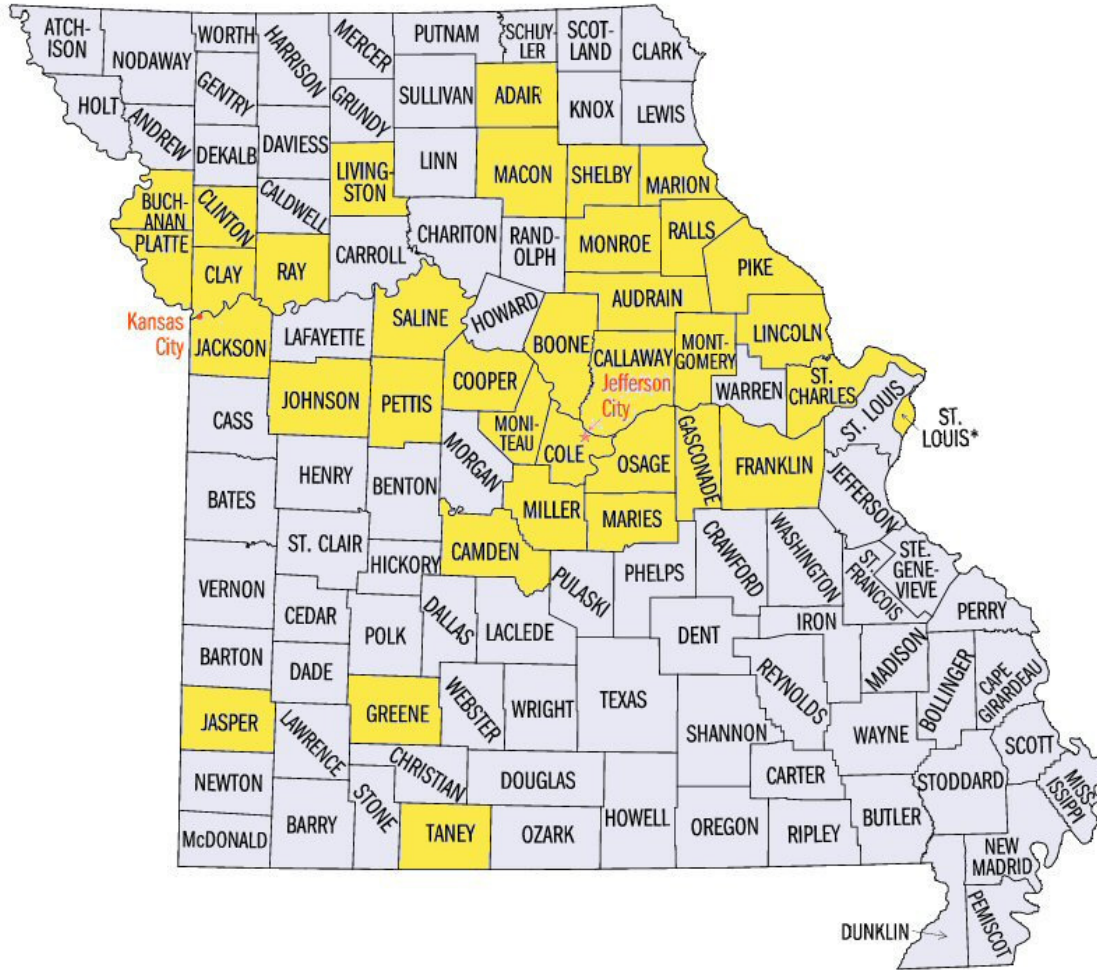 ATCH-
ISON
NODAWAY
WORTH
HARRISON
MERCER
PUTNAM
SCHUY-
LER
SCOT-
LAND
CLARK
HOLT
GENTRY
GRUNDY
SULLIVAN
ADAIR
KNOX
LEWIS
ANDREW
DEKALB
DAVIESS
LIVING-
STON
LINN
MACON
SHELBY
MARION
BUCH-
ANAN
CLINTON
CALDWELL
CARROLL
CHARITON
RAN-
DOLPH
MONROE
RALLS
PIKE
PLATTE
CLAY
RAY
SALINE
HOWARD
BOONE
AUDRAIN
Kansas
City
JACKSON
LAFAYETTE
COOPER
CALLAWAY
MONT-
GOMERY
LINCOLN
WARREN
ST.
CHARLES
Jefferson
City
CASS
JOHNSON
PETTIS
MONI-
TEAU
COLE
OSAGE
GASCONADE
FRANKLIN
ST. LOUIS
ST.
LOUIS*
BATES
HENRY
BENTON
MORGAN
MILLER
MARIES
JEFFERSON
ST. CLAIR
HICKORY
CAMDEN
PULASKI
PHELPS
CRAWFORD
WASHINGTON
ST.
FRANCOIS
STE.
GENE-
VIEVE
PERRY
VERNON
CEDAR
POLK
DALLAS
LACLEDE
DENT
IRON
MADISON
BOLLINGER
CAPE
GIRARDEAU
BARTON
DADE
JASPER
LAWRENCE
GREENE
WEBSTER
WRIGHT
TEXAS
SHANNON
REYNOLDS
WAYNE
SCOTT
MISS-
ISSIPPI
NEWTON
CHRISTIAN
DOUGLAS
CARTER
STODDARD
McDONALD
BARRY
STONE
TANEY
OZARK
HOWELL
OREGON
RIPLEY
BUTLER
NEW
MADRID
DUNKLIN
PEMISCOT